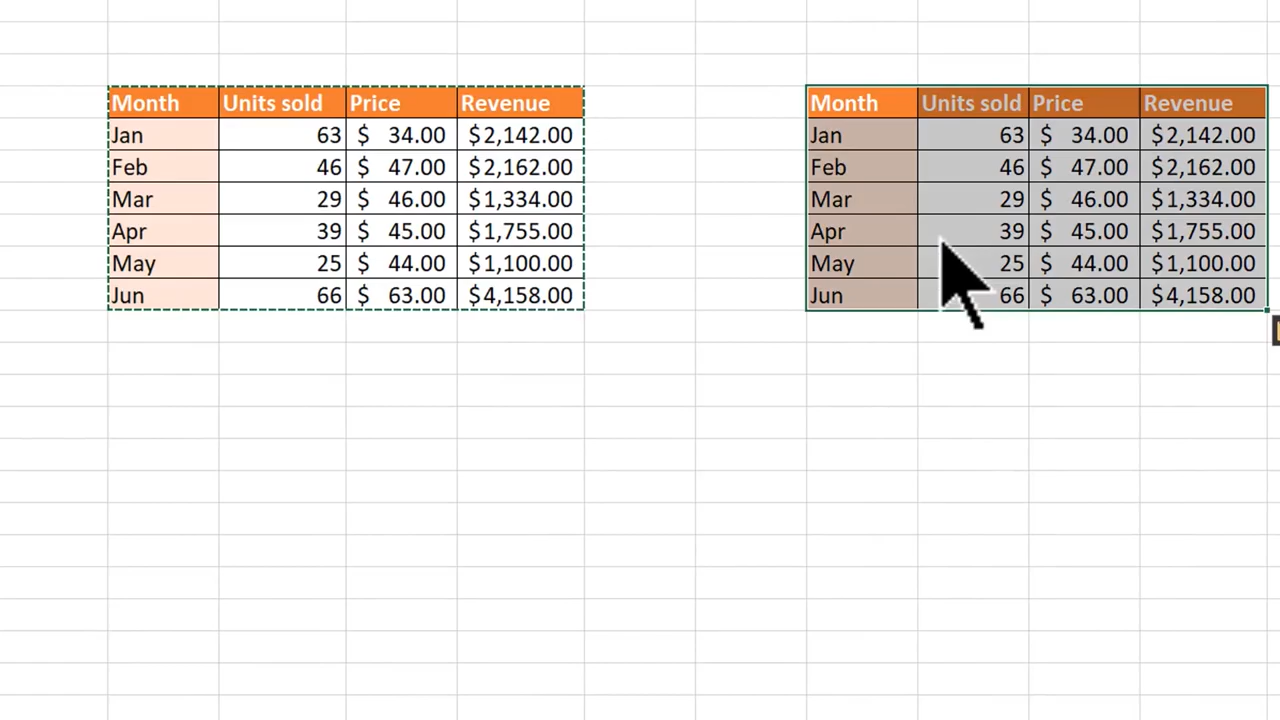 Month Units sold Price Revenue
Jan 63 $ 34.00 $2,142.00
Feb 46 $ 47.00 $2,162.00
Mar 29 $ 46.00 $1,334.00
Apr 39 $ 45.00 $1,755.00
May 25 $ 44.00 $1,100.00
Jun 66 $ 63.00 $4,158.00
Month Units sold Price Revenue
Jan 63 $ 34.00 $2,142.00
Feb 46 $ 47.00 $2,162.00
Mar 29 $ 46.00 $1,334.00
Apr 39 $ 45.00 $1,755.00
May 25 $ 44.00 $1,100.00
Jun 66 $ 63.00 $4,158.00